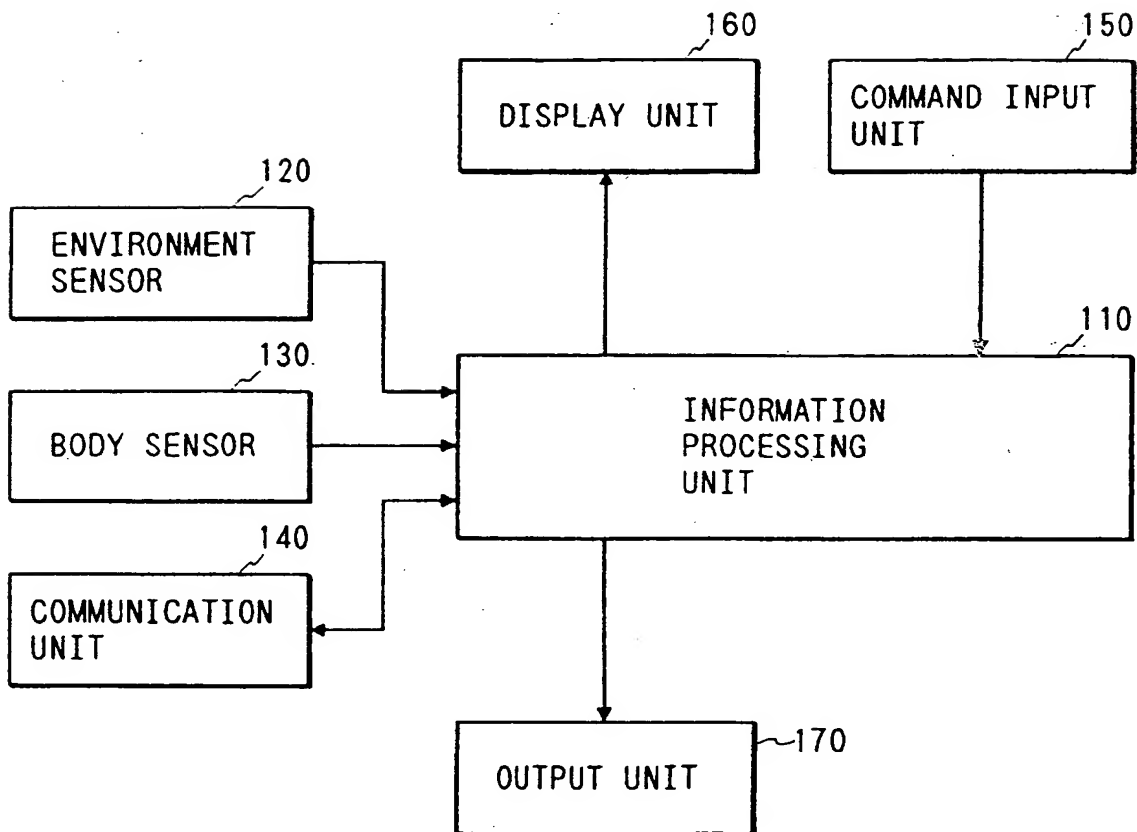 160
DISPLAY UNIT
150
COMMAND INPUT
UNIT
120
ENVIRONMENT
SENSOR
130
BODY SENSOR
110
INFORMATION
PROCESSING
UNIT
140
COMMUNICATION
UNIT
170
OUTPUT UNIT